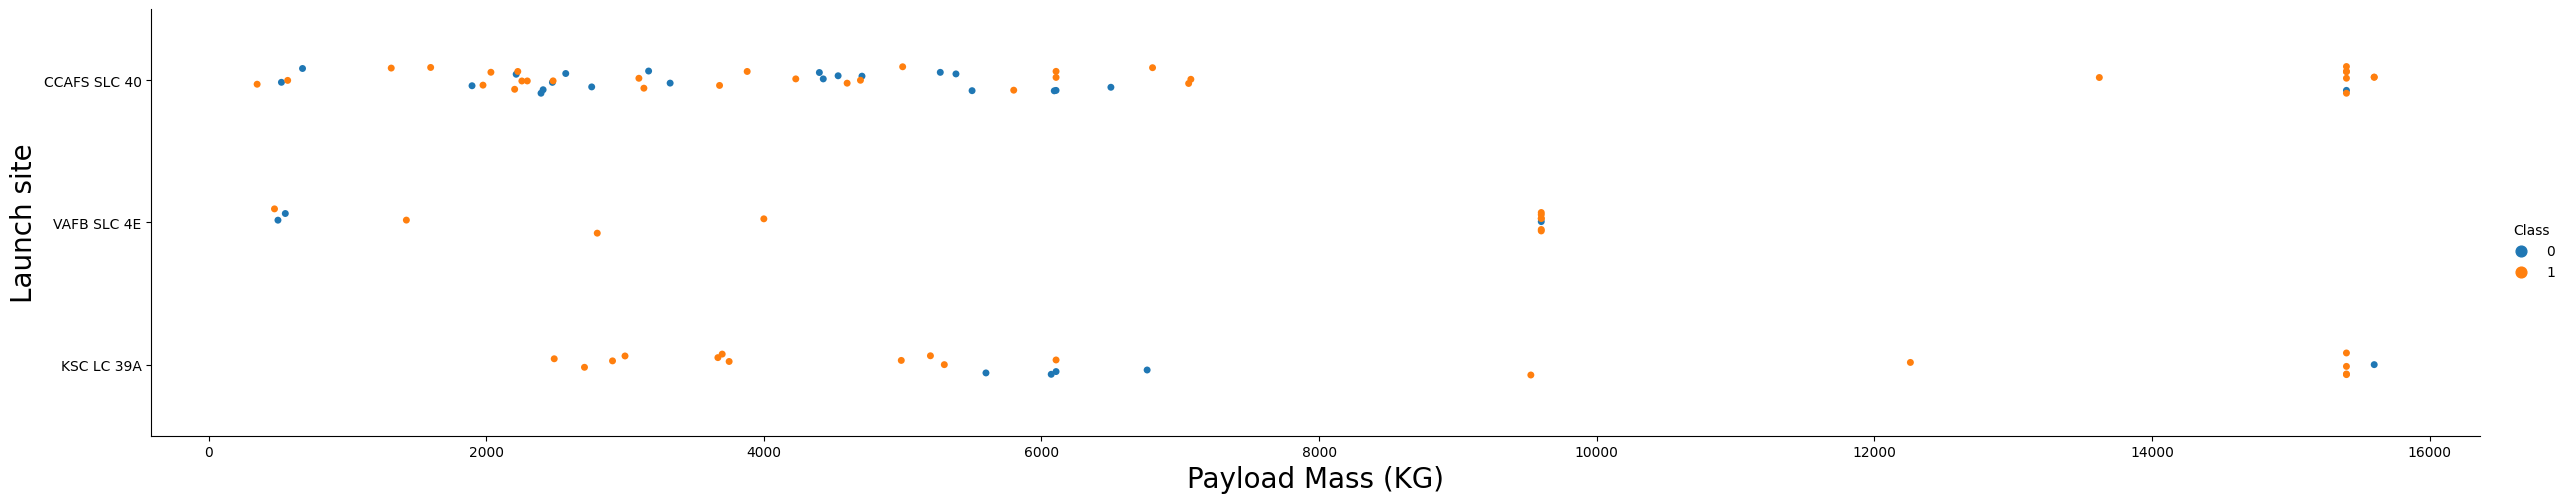 Launch site
CCAFS SLC 40
VAFB SLC 4E
KSC LC 39A
0 2000 4000 6000 8000 10000 12000 14000 16000
Payload Mass (KG)
Class
0
1